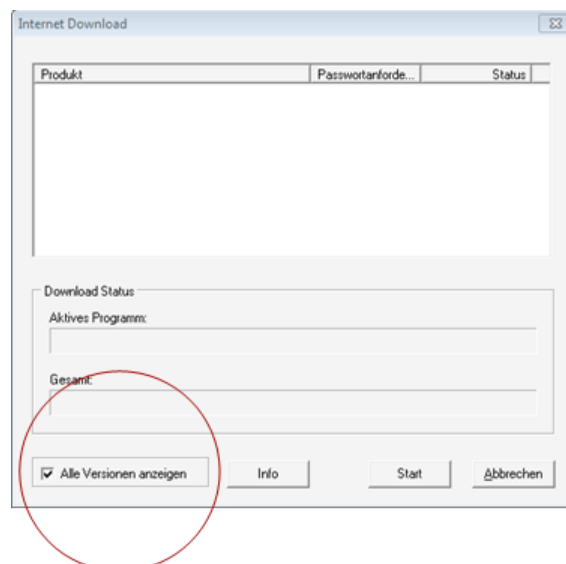 Internet Download
Produkt Passwortanforde... Status
Download Status
Aktives Programm:
Gesamt:
Alle Versionen anzeigen Info Start Abbrechen